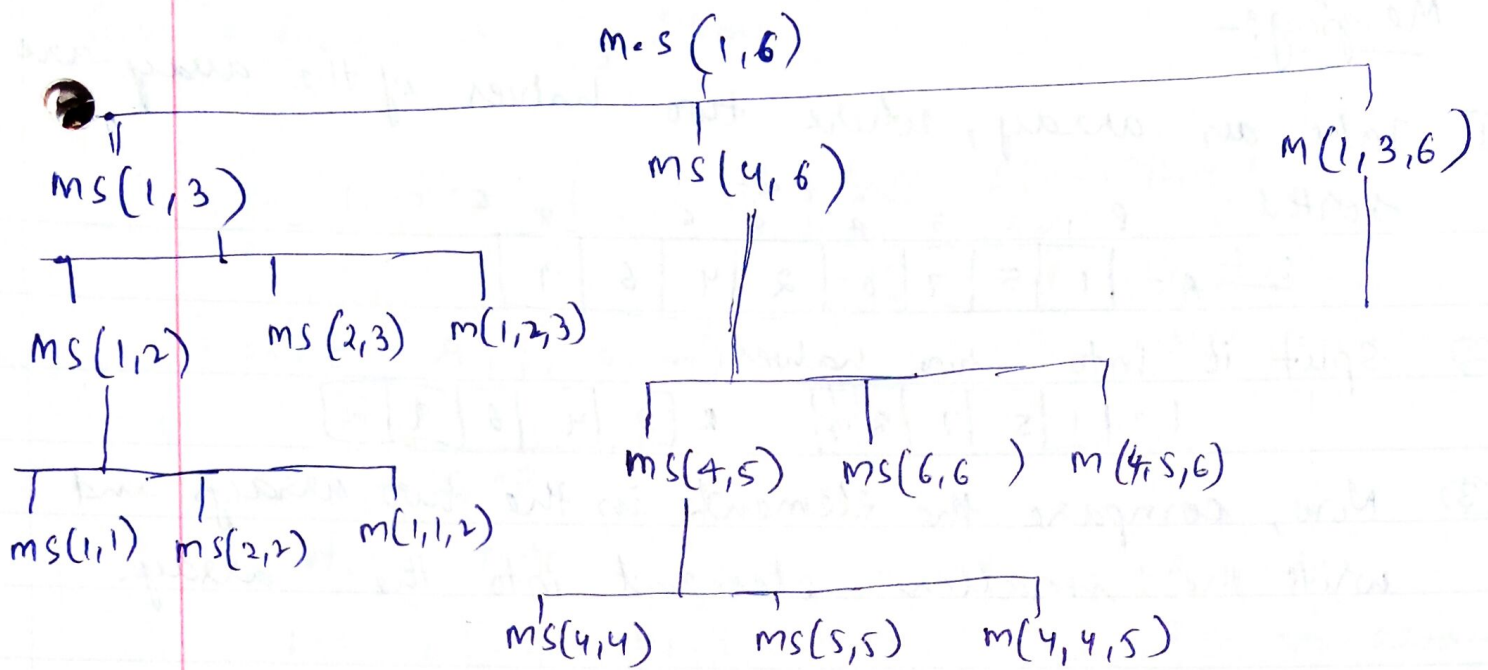 M.S (1,6)
MS(1,3)
MS(4,6)
M(1,3,6)
MS(1,2)
MS(2,3)
m(1,2,3)
MS(4,5)
MS(6,6)
m(4,5,6)
MS(1,1)
MS(2,2)
m(1,1,2)
MS(4,4)
MS(5,5)
m(4,4,5)